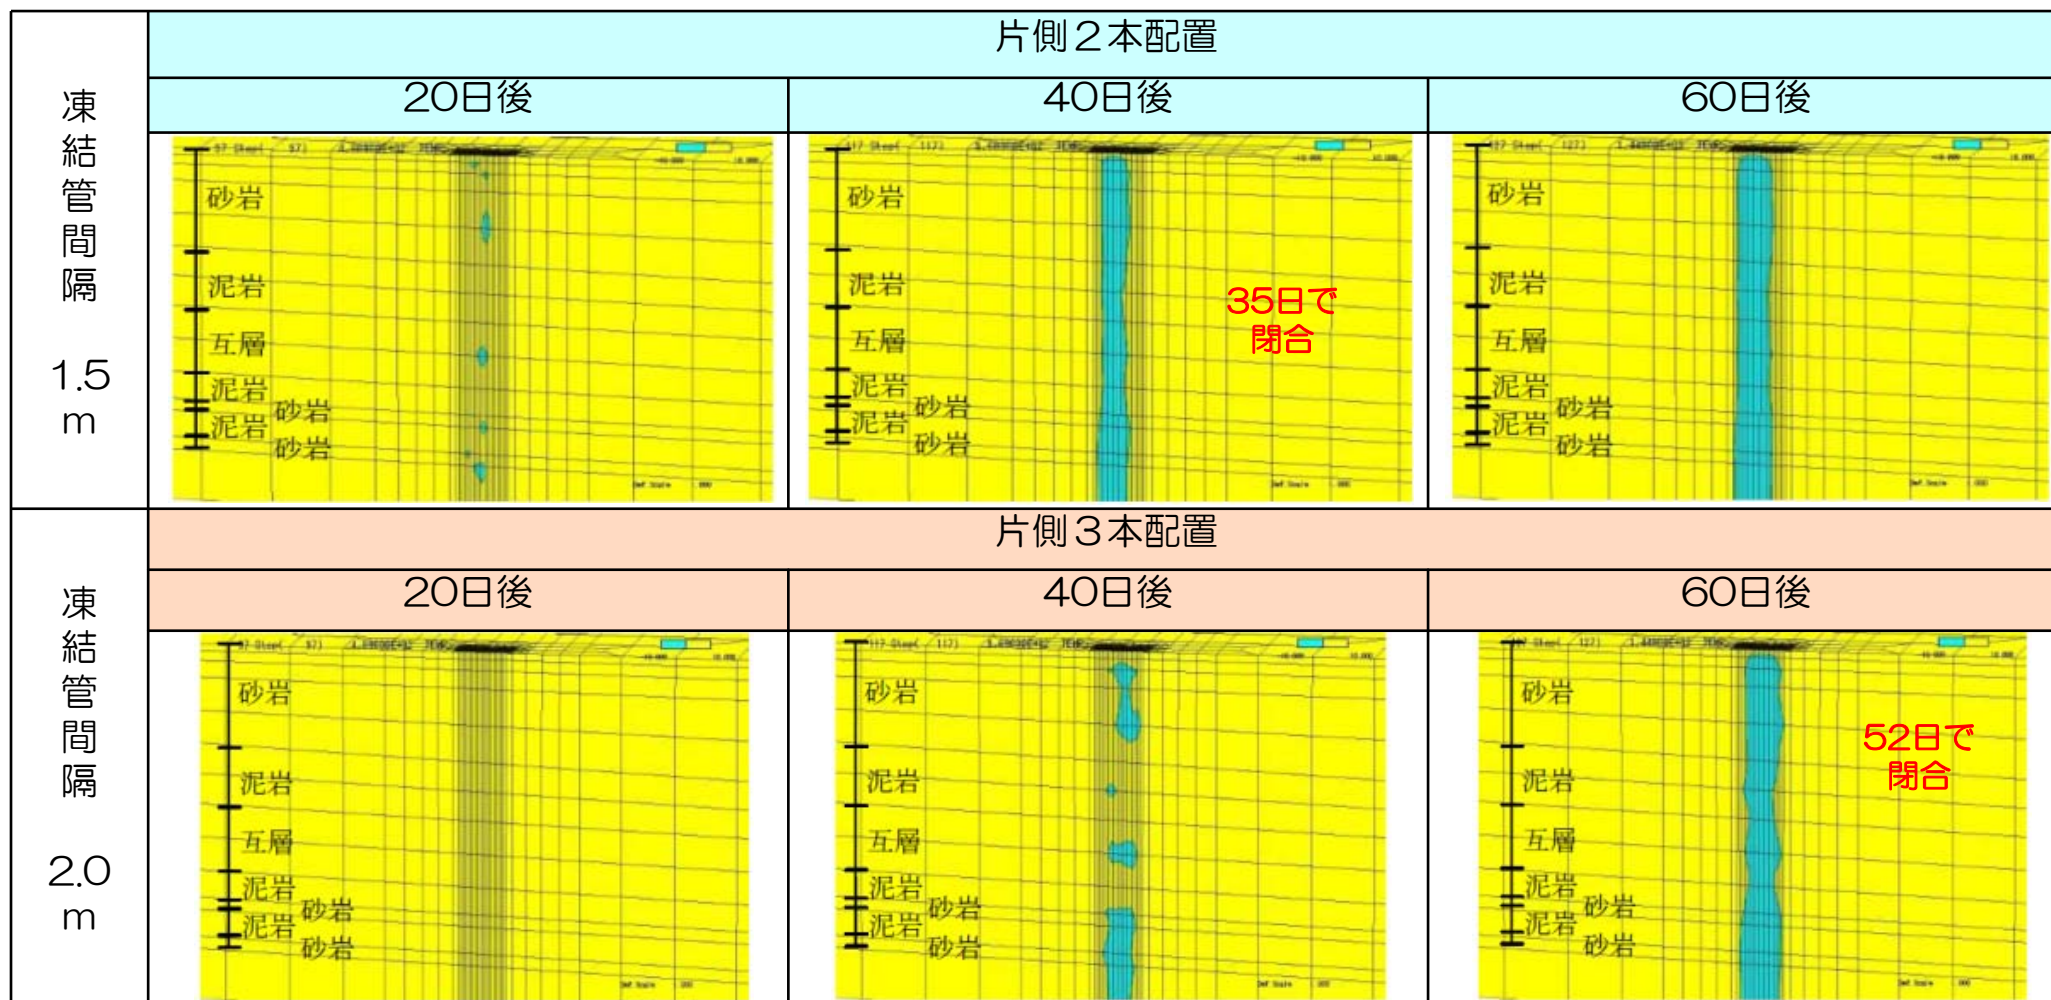 凍結管間隔 1.5m
片側２本配置
20日後
40日後
60日後
砂岩
泥岩
互層
泥岩
砂岩
泥岩
砂岩
砂岩
泥岩
互層
泥岩
砂岩
泥岩
砂岩
35日で
閉合
砂岩
泥岩
互層
泥岩
砂岩
泥岩
砂岩
凍結管間隔 2.0m
片側３本配置
20日後
40日後
60日後
砂岩
泥岩
互層
泥岩
砂岩
泥岩
砂岩
砂岩
泥岩
互層
泥岩
砂岩
泥岩
砂岩
砂岩
泥岩
互層
泥岩
砂岩
泥岩
砂岩
52日で
閉合